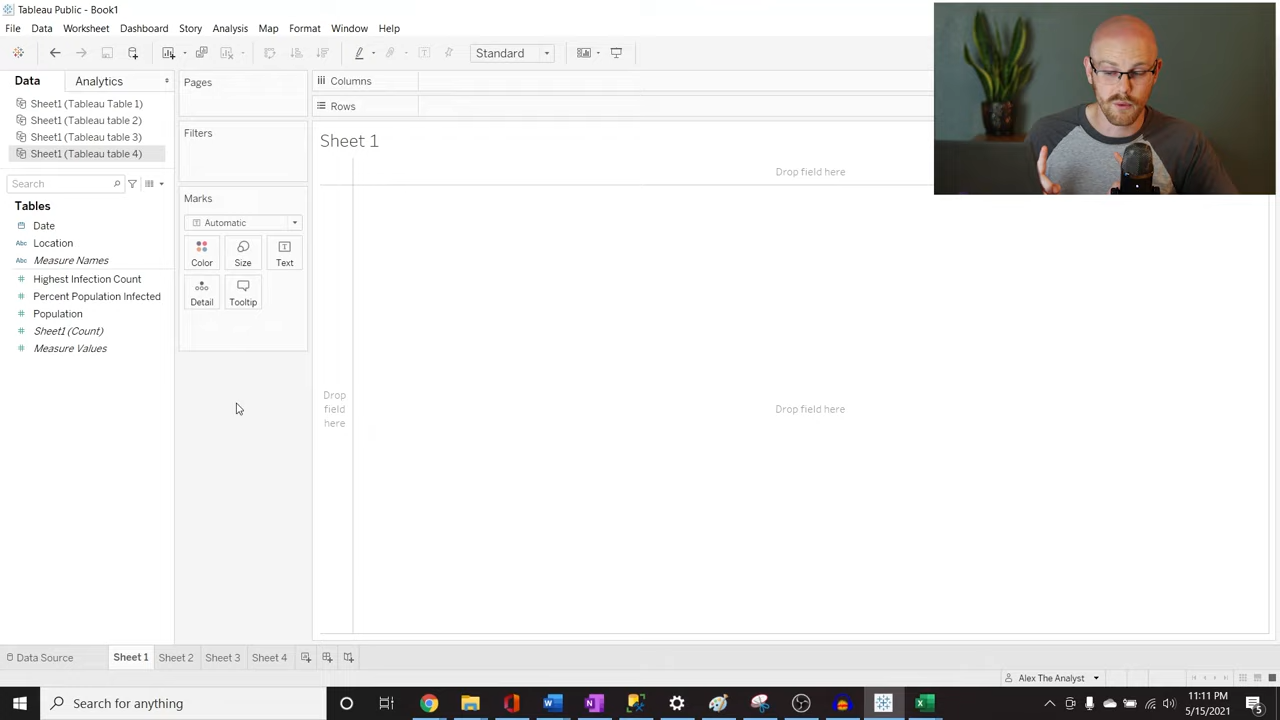 Tableau Public - Book1
File Data Worksheet Dashboard Story Analysis Map Format Window Help
Standard
Data Analytics
Sheet1 (Tableau Table 1)
Sheet1 (Tableau table 2)
Sheet1 (Tableau table 3)
Sheet1 (Tableau table 4)
Search
Tables
Date
Abc Location
Abc Measure Names
# Highest Infection Count
# Percent Population Infected
# Population
# Sheet1 (Count)
# Measure Values
Pages
Filters
Marks
Automatic
Color Size Text
Detail Tooltip
Columns
Rows
Sheet 1
Drop field here
Drop
field
here
Drop field here
Data Source Sheet 1 Sheet 2 Sheet 3 Sheet 4
Alex The Analyst
Search for anything
11:11 PM
5/15/2021
5